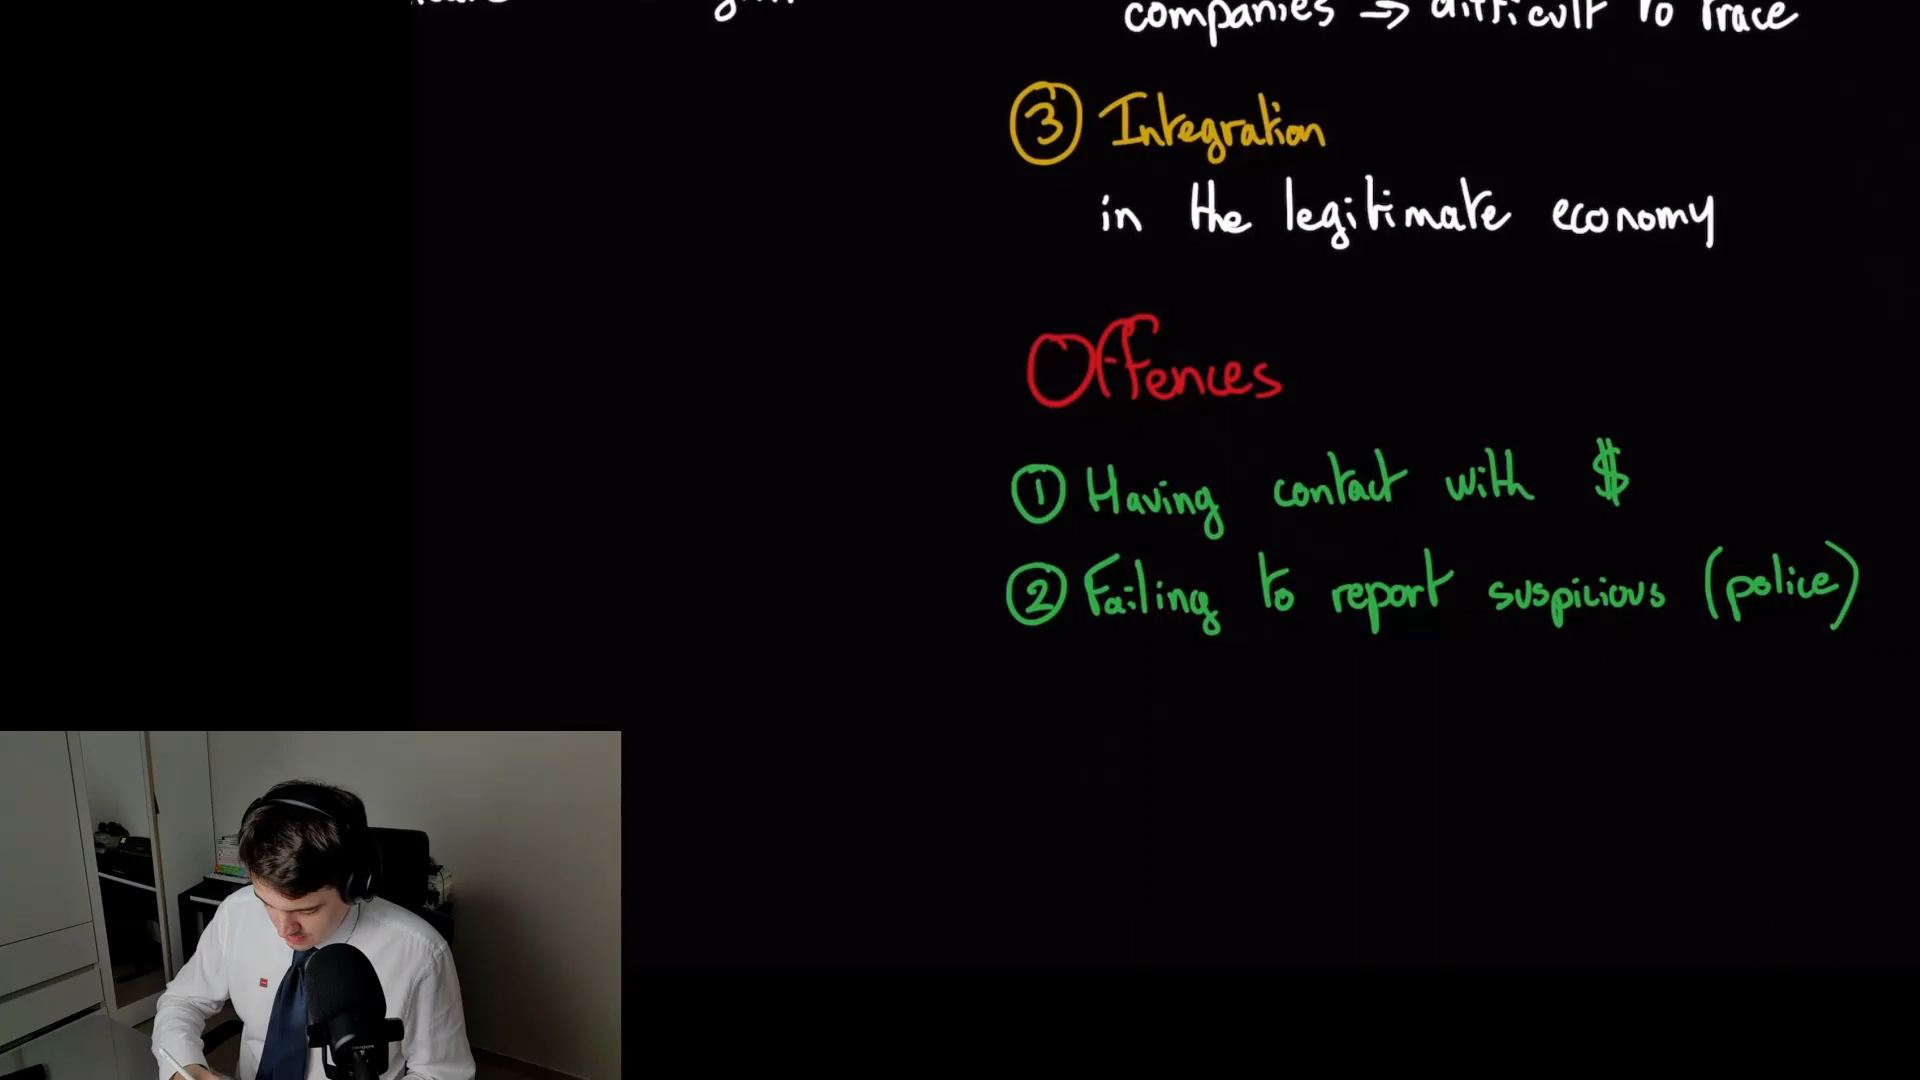 companies → difficult to trace
③ Integration
in the legitimate economy
Offences
① Having contact with $
② Failing to report suspicious (police)